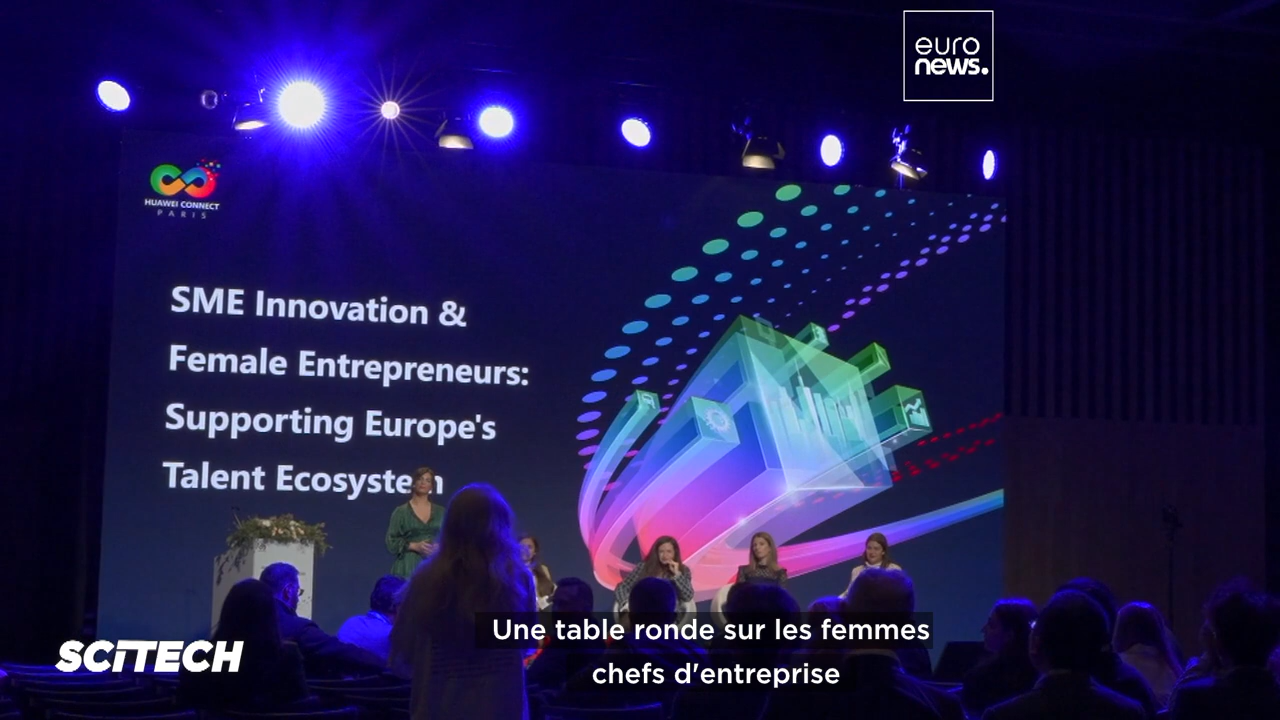 euro
news.
HUAWEI CONNECT
PARIS
SME Innovation &
Female Entrepreneurs:
Supporting Europe's
Talent Ecosystem
SCITECH
Une table ronde sur les femmes
chefs d'entreprise